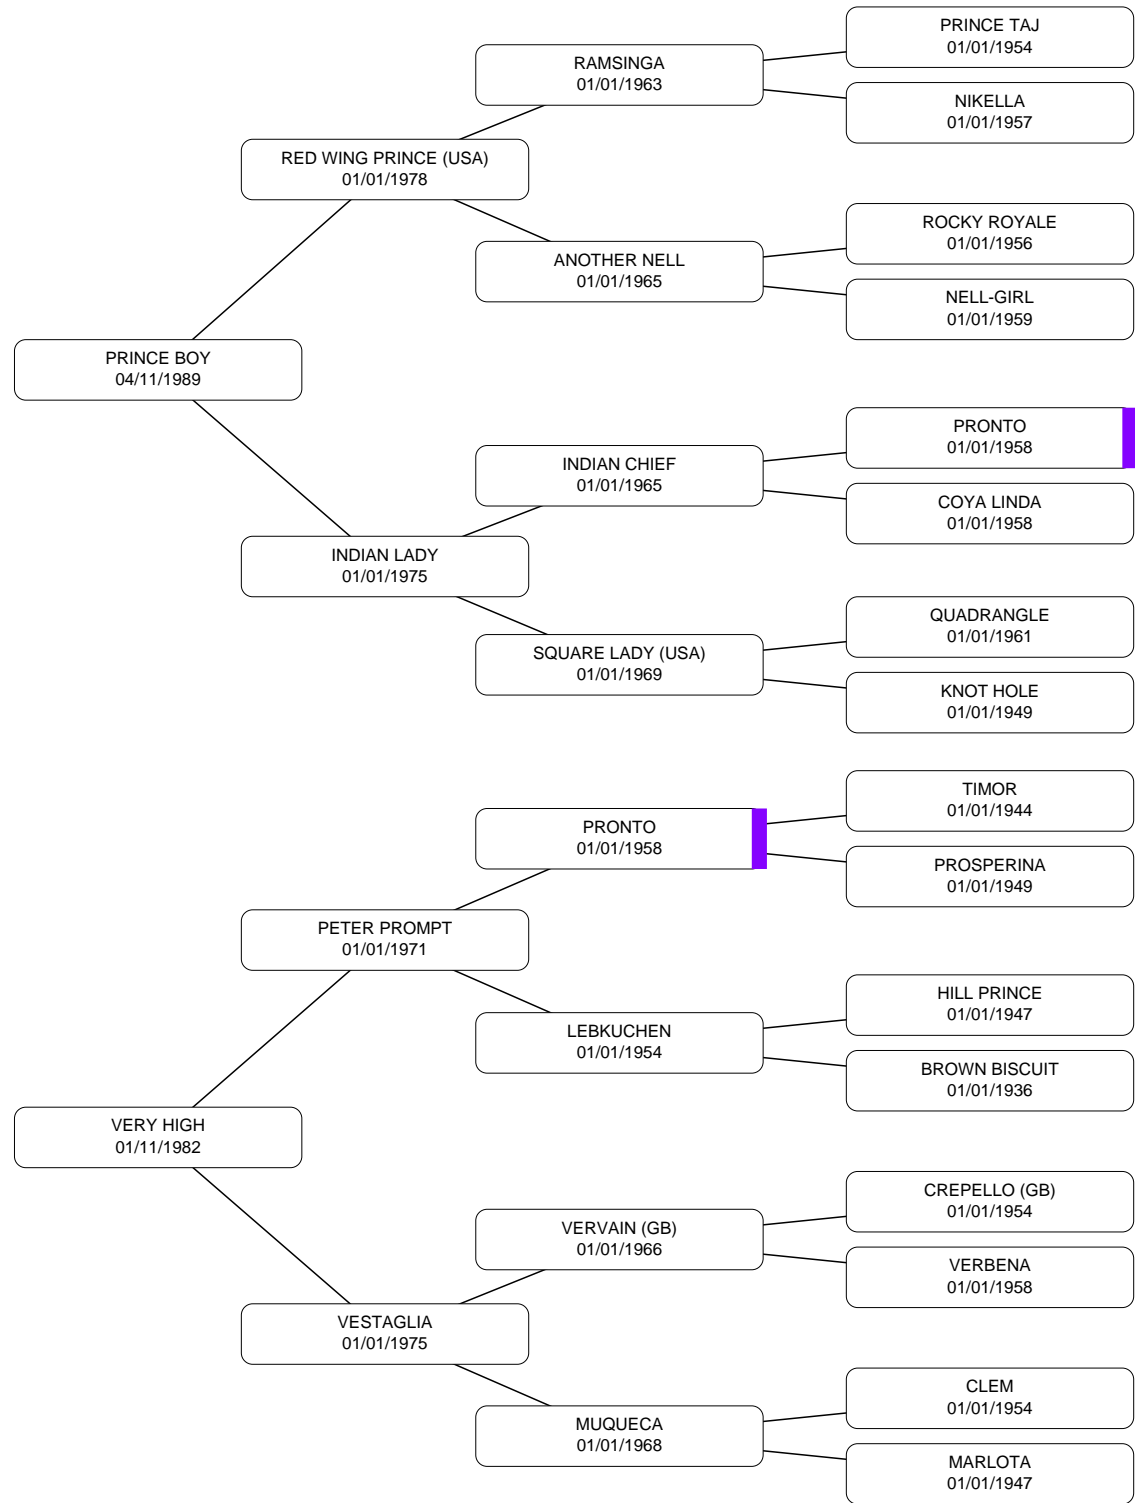 PRINCE TAJ
01/01/1954
RAMSINGA
01/01/1963
NIKELLA
01/01/1957
RED WING PRINCE (USA)
01/01/1978
ROCKY ROYALE
01/01/1956
ANOTHER NELL
01/01/1965
NELL-GIRL
01/01/1959
PRINCE BOY
04/11/1989
PRONTO
01/01/1958
INDIAN CHIEF
01/01/1965
COYA LINDA
01/01/1958
INDIAN LADY
01/01/1975
QUADRANGLE
01/01/1961
SQUARE LADY (USA)
01/01/1969
KNOT HOLE
01/01/1949
TIMOR
01/01/1944
PRONTO
01/01/1958
PROSPERINA
01/01/1949
PETER PROMPT
01/01/1971
HILL PRINCE
01/01/1947
LEBKUCHEN
01/01/1954
BROWN BISCUIT
01/01/1936
VERY HIGH
01/11/1982
CREPELLO (GB)
01/01/1954
VERVAIN (GB)
01/01/1966
VERBENA
01/01/1958
VESTAGLIA
01/01/1975
CLEM
01/01/1954
MUQUECA
01/01/1968
MARLOTA
01/01/1947